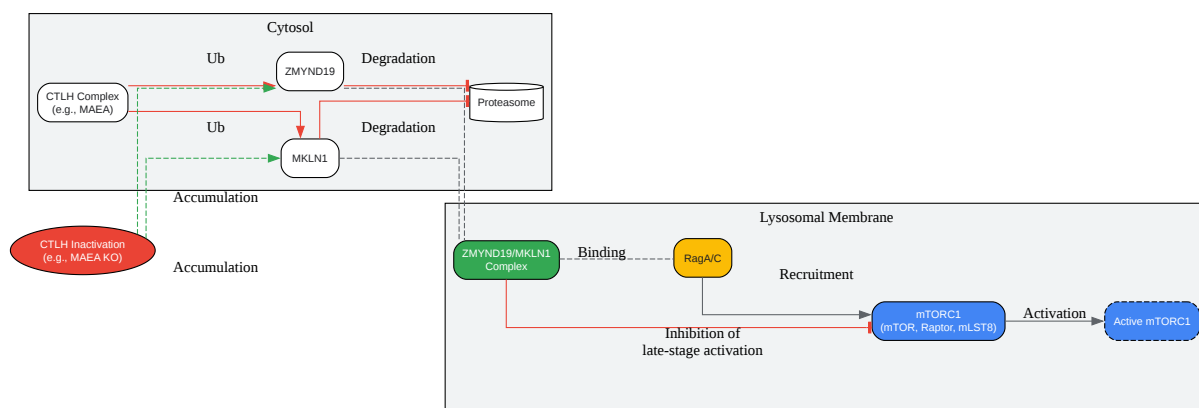 Cytosol
Ub
Degradation
ZMYND19
CTLH Complex
(e.g., MAEA)
Proteasome
Ub
Degradation
MKLN1
Accumulation
Lysosomal Membrane
CTLH Inactivation
(e.g., MAEA KO)
Accumulation
ZMYND19/MKLN1
Complex
Binding
RagA/C
Recruitment
mTORC1
(mTOR, Raptor, mLST8)
Activation
Active mTORC1
Inhibition of
late-stage activation